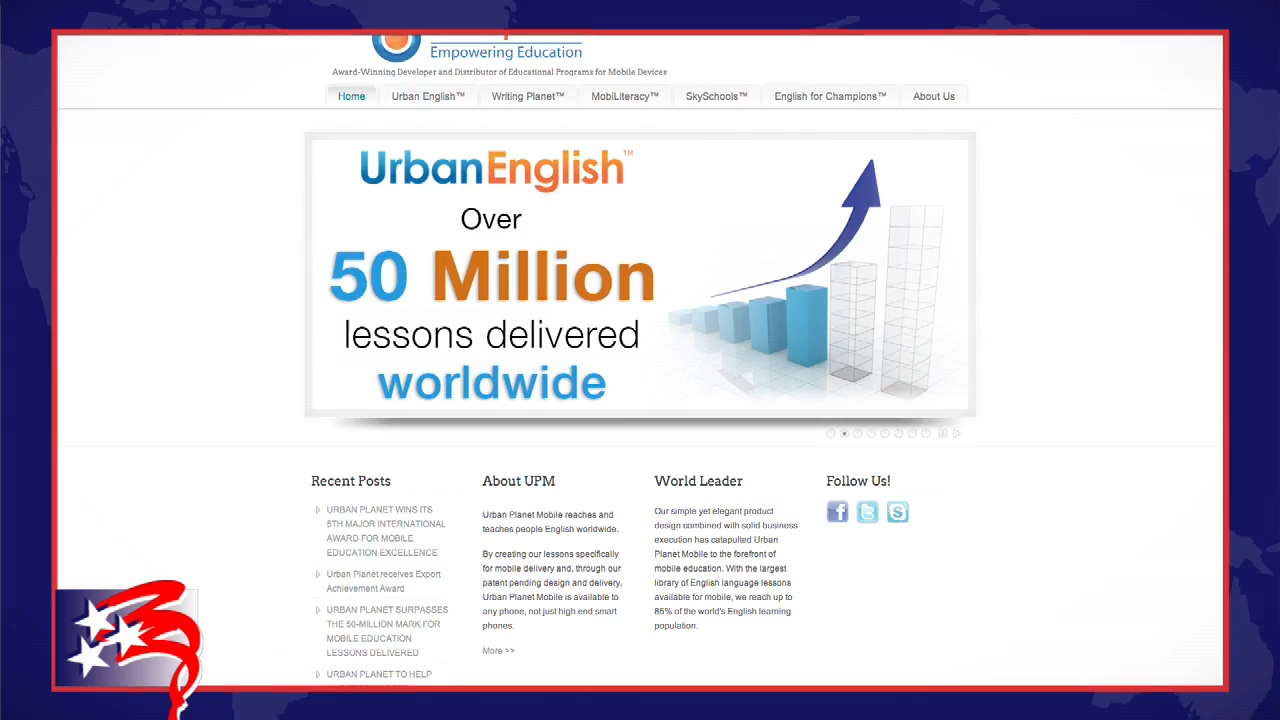 Empowering Education
Award-Winning Developer and Distributor of Educational Programs for Mobile Devices
Home Urban English™ Writing Planet™ MobiLiteracy™ SkySchools™ English for Champions™ About Us
UrbanEnglish™
Over
50 Million
lessons delivered
worldwide
Recent Posts
URBAN PLANET WINS ITS
5TH MAJOR INTERNATIONAL
AWARD FOR MOBILE
EDUCATION EXCELLENCE
Urban Planet receives Export
Achievement Award
URBAN PLANET SURPASSES
THE 50-MILLION MARK FOR
MOBILE EDUCATION
LESSONS DELIVERED
URBAN PLANET TO HELP
About UPM
Urban Planet Mobile reaches and
teaches people English worldwide.
By creating our lessons specifically
for mobile delivery and, through our
patent pending design and delivery,
Urban Planet Mobile is available to
any phone, not just high end smart
phones.
More >>
World Leader
Our simple yet elegant product
design combined with solid business
execution has catapulted Urban
Planet Mobile to the forefront of
mobile education. With the largest
library of English language lessons
available for mobile, we reach up to
85% of the world's English learning
population.
Follow Us!